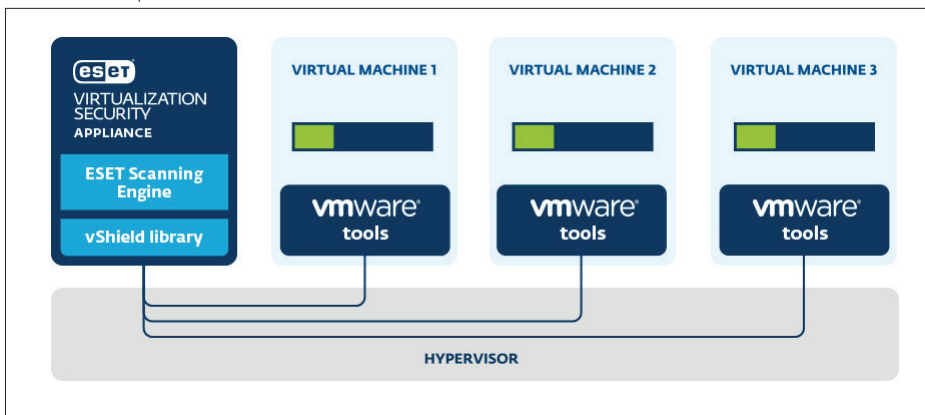 eset
VIRTUALIZATION
SECURITY
APPLIANCE
ESET Scanning
Engine
vShield library
VIRTUAL MACHINE 1
vmware®
tools
VIRTUAL MACHINE 2
vmware®
tools
VIRTUAL MACHINE 3
vmware®
tools
HYPERVISOR